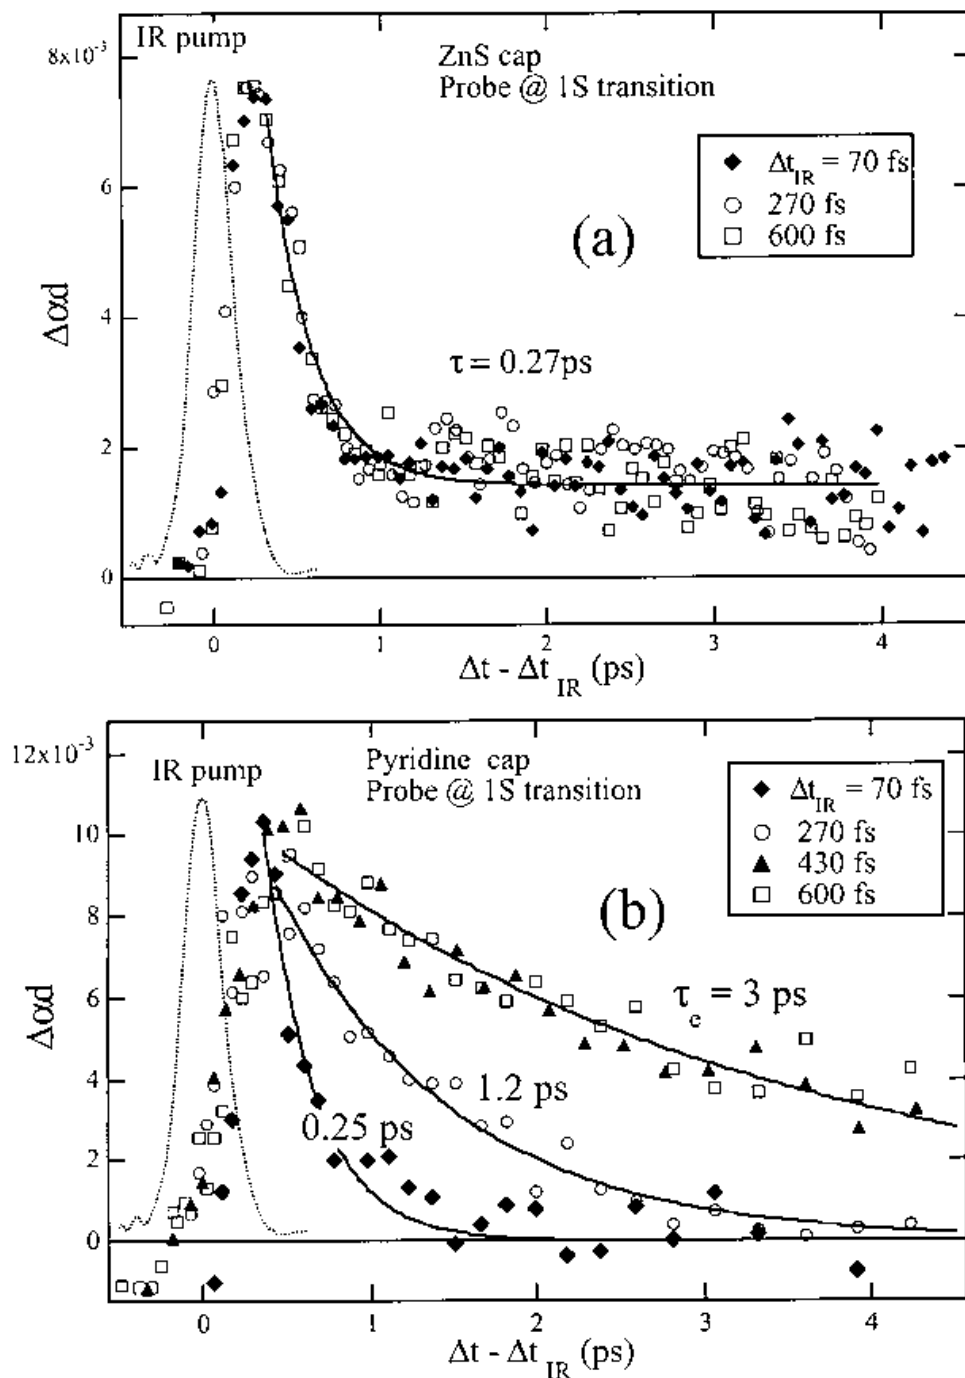 IR pump
8x10⁻³
ZnS cap
Probe @ 1S transition
Δt_IR = 70 fs
270 fs
600 fs
6
(a)
Δαd
4
τ = 0.27ps
2
0
0 1 2 3 4
Δt - Δt_IR (ps)
12x10⁻³
IR pump
Pyridine cap
Probe @ 1S transition
Δt_IR = 70 fs
270 fs
430 fs
600 fs
10
(b)
8
Δαd
6
τ_e = 3 ps
4
1.2 ps
0.25 ps
2
0
0 1 2 3 4
Δt - Δt_IR (ps)